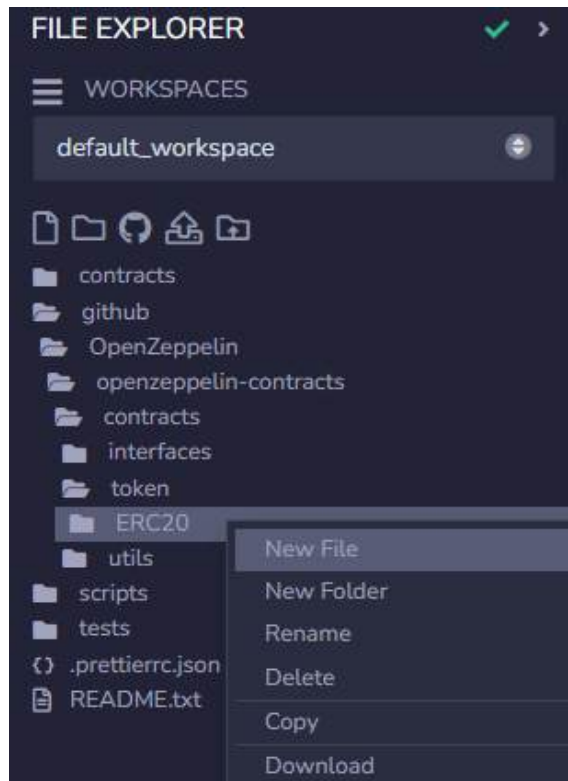 FILE EXPLORER
WORKSPACES
default_workspace
contracts
github
OpenZeppelin
openzeppelin-contracts
contracts
interfaces
token
ERC20
utils
scripts
tests
.prettierrc.json
README.txt
New File
New Folder
Rename
Delete
Copy
Download